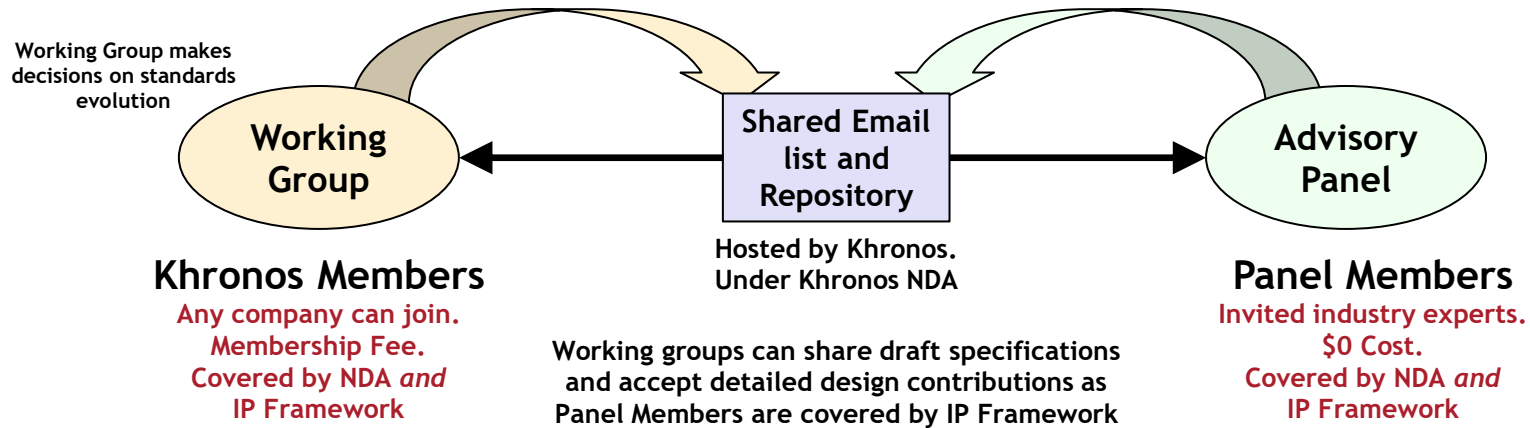 Working Group makes
decisions on standards
evolution
Working
Group
Shared Email
list and
Repository
Advisory
Panel
Khronos Members
Any company can join.
Membership Fee.
Covered by NDA and
IP Framework
Hosted by Khronos.
Under Khronos NDA
Working groups can share draft specifications
and accept detailed design contributions as
Panel Members are covered by IP Framework
Panel Members
Invited industry experts.
$0 Cost.
Covered by NDA and
IP Framework